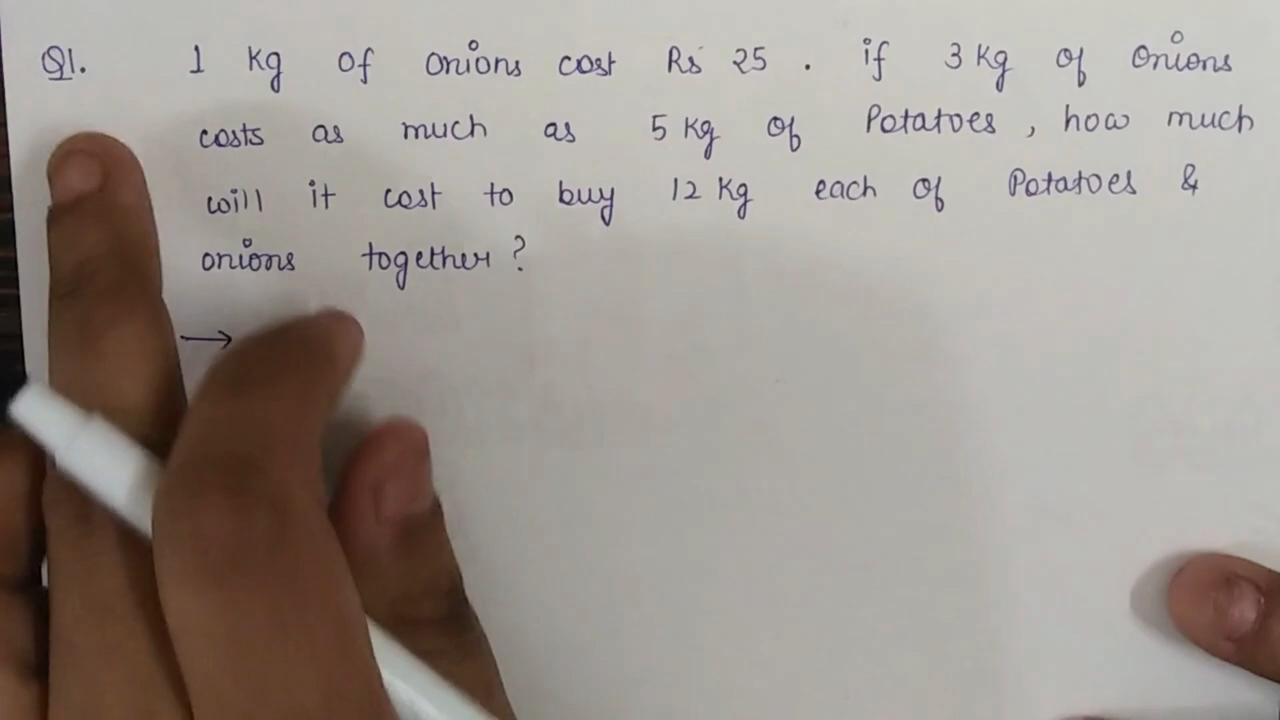 Q1. 1 Kg of onions cost Rs 25 . if 3 Kg of onions
costs as much as 5 Kg of Potatoes , how much
will it cost to buy 12 Kg each of Potatoes &
onions together ?
→